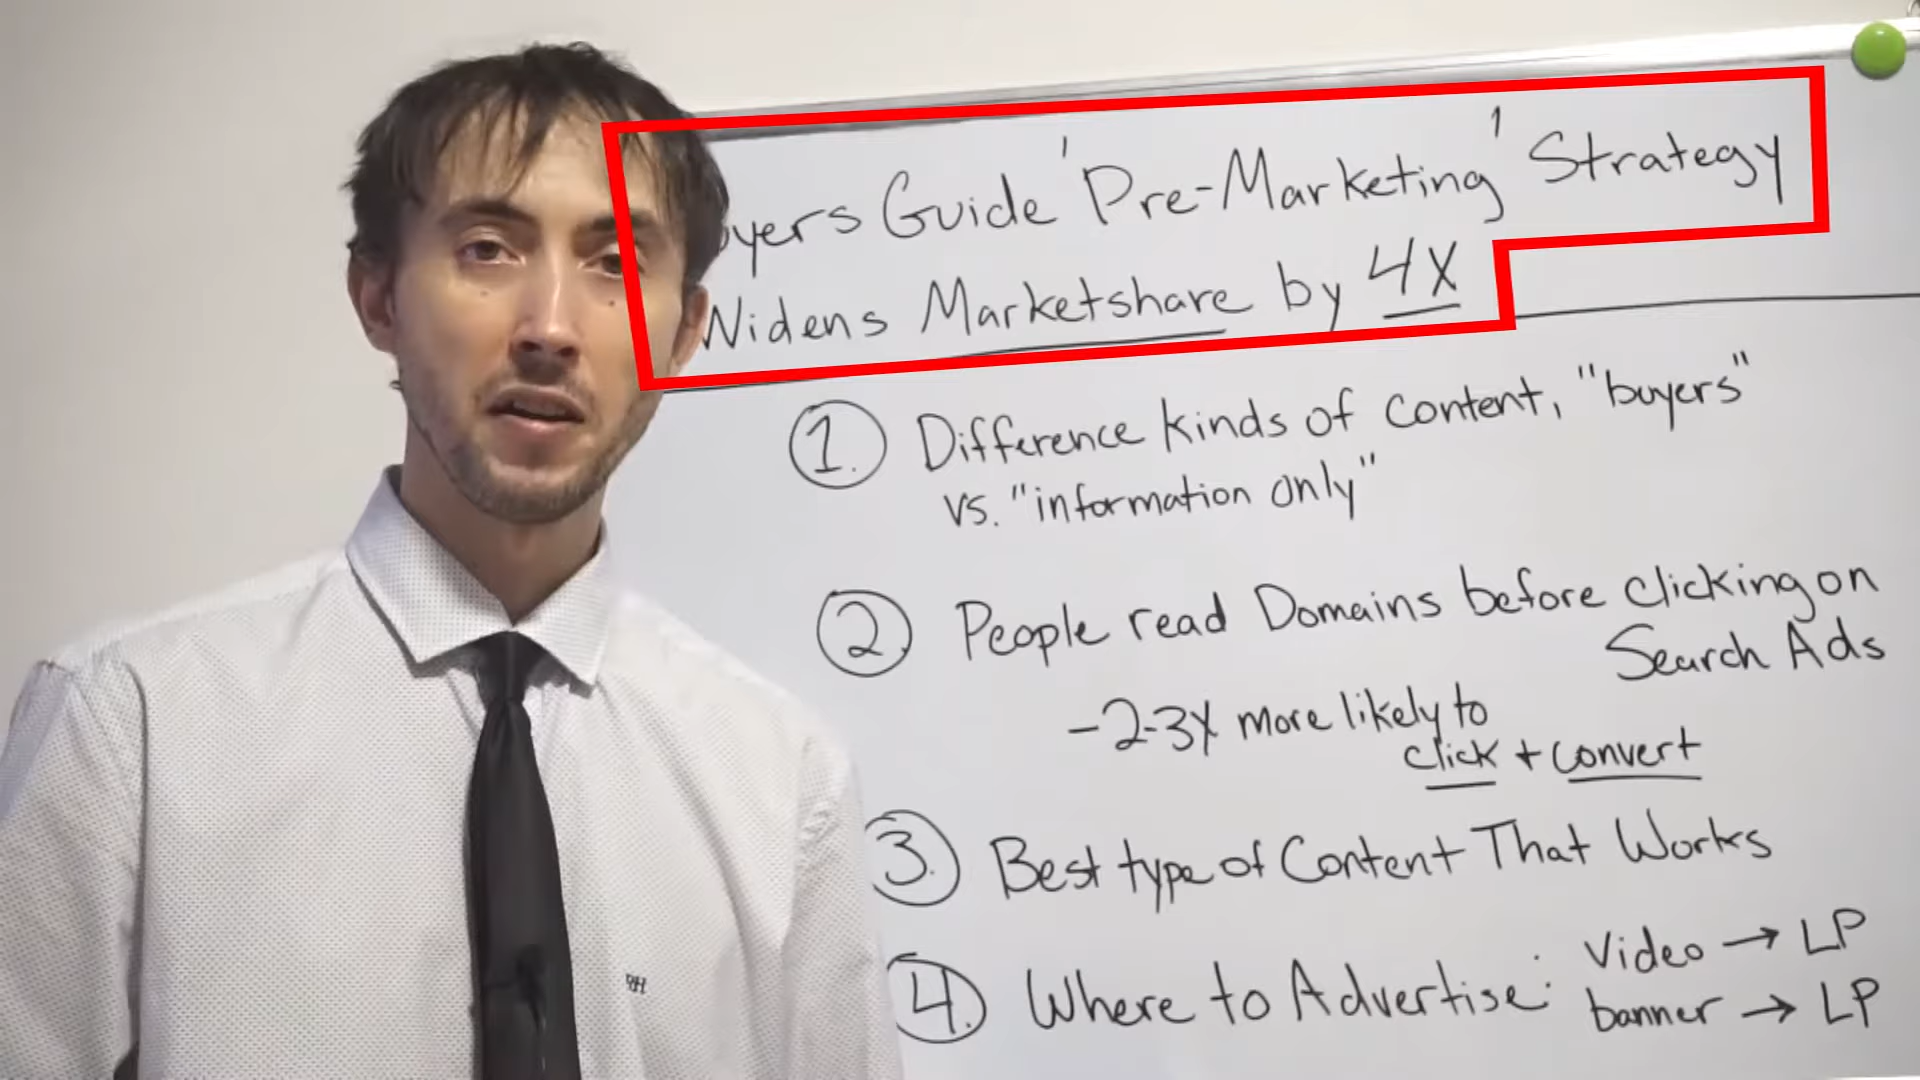 yers Guide 'Pre-Marketing' Strategy
Widens Marketshare by 4X
1. Difference kinds of content, "buyers"
vs. "information only"
2. People read Domains before clicking on
Search Ads
-2-3X more likely to
click + convert
3. Best type of Content That Works
4. Where to Advertise: Video → LP
banner → LP